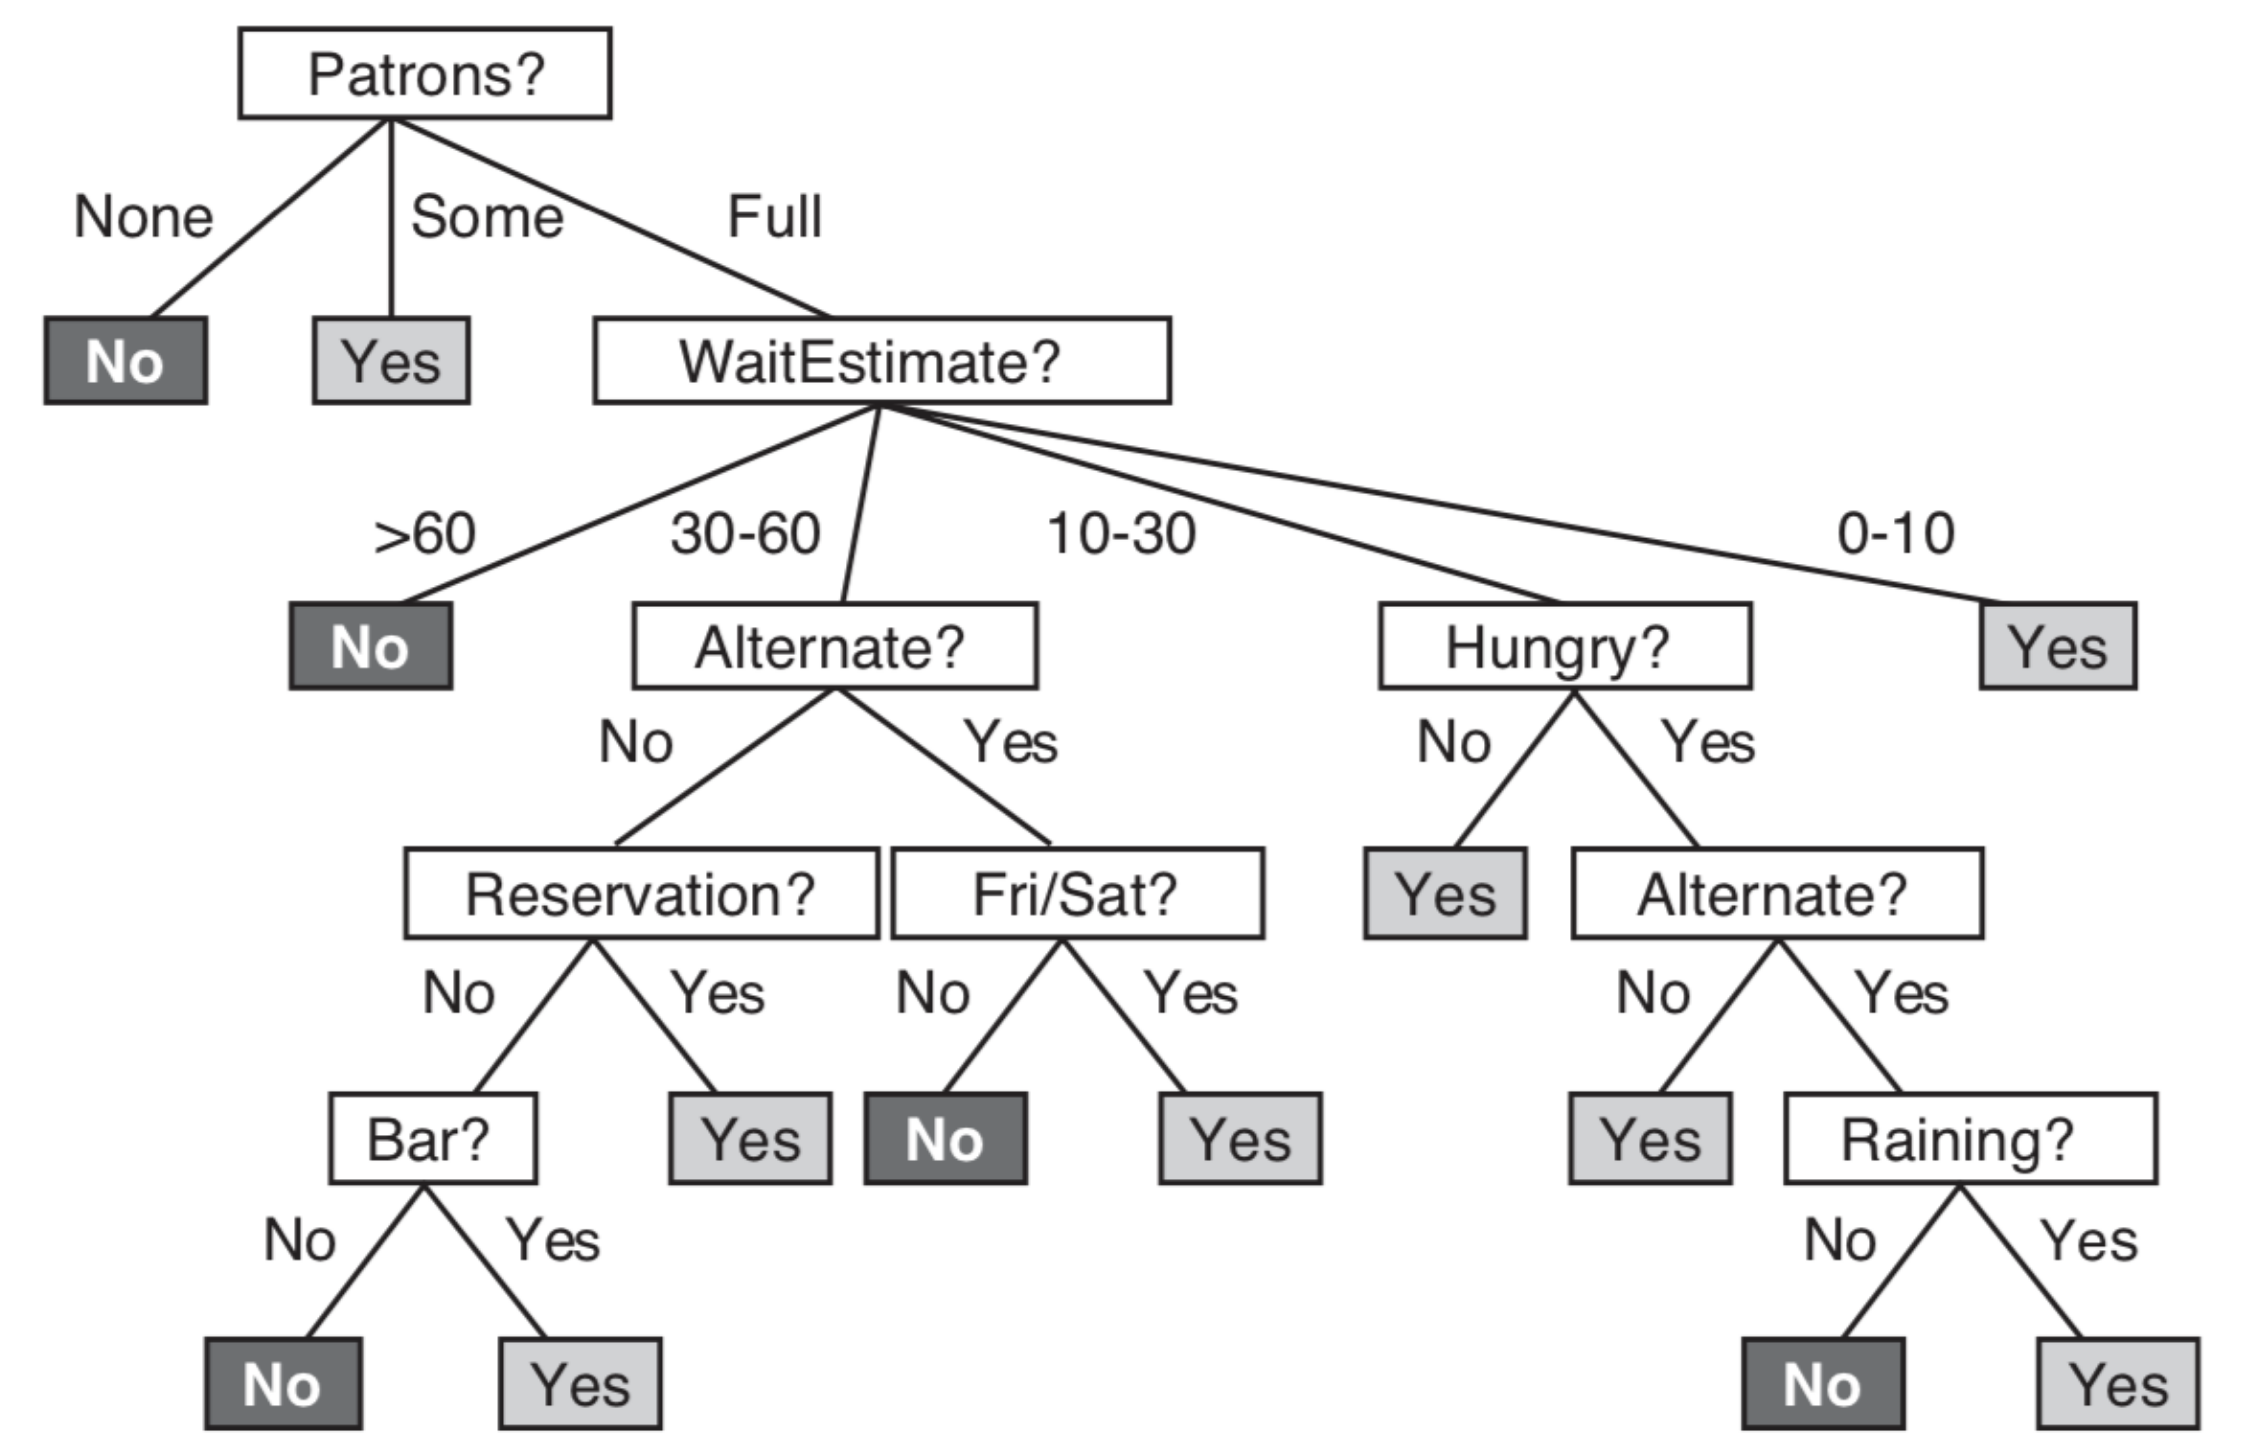 Patrons?
None Some Full
No Yes WaitEstimate?
>60 30-60 10-30 0-10
No Alternate? Hungry? Yes
No Yes No Yes
Reservation? Fri/Sat? Yes Alternate?
No Yes No Yes No Yes
Bar? Yes No Yes Yes Raining?
No Yes No Yes
No Yes No Yes